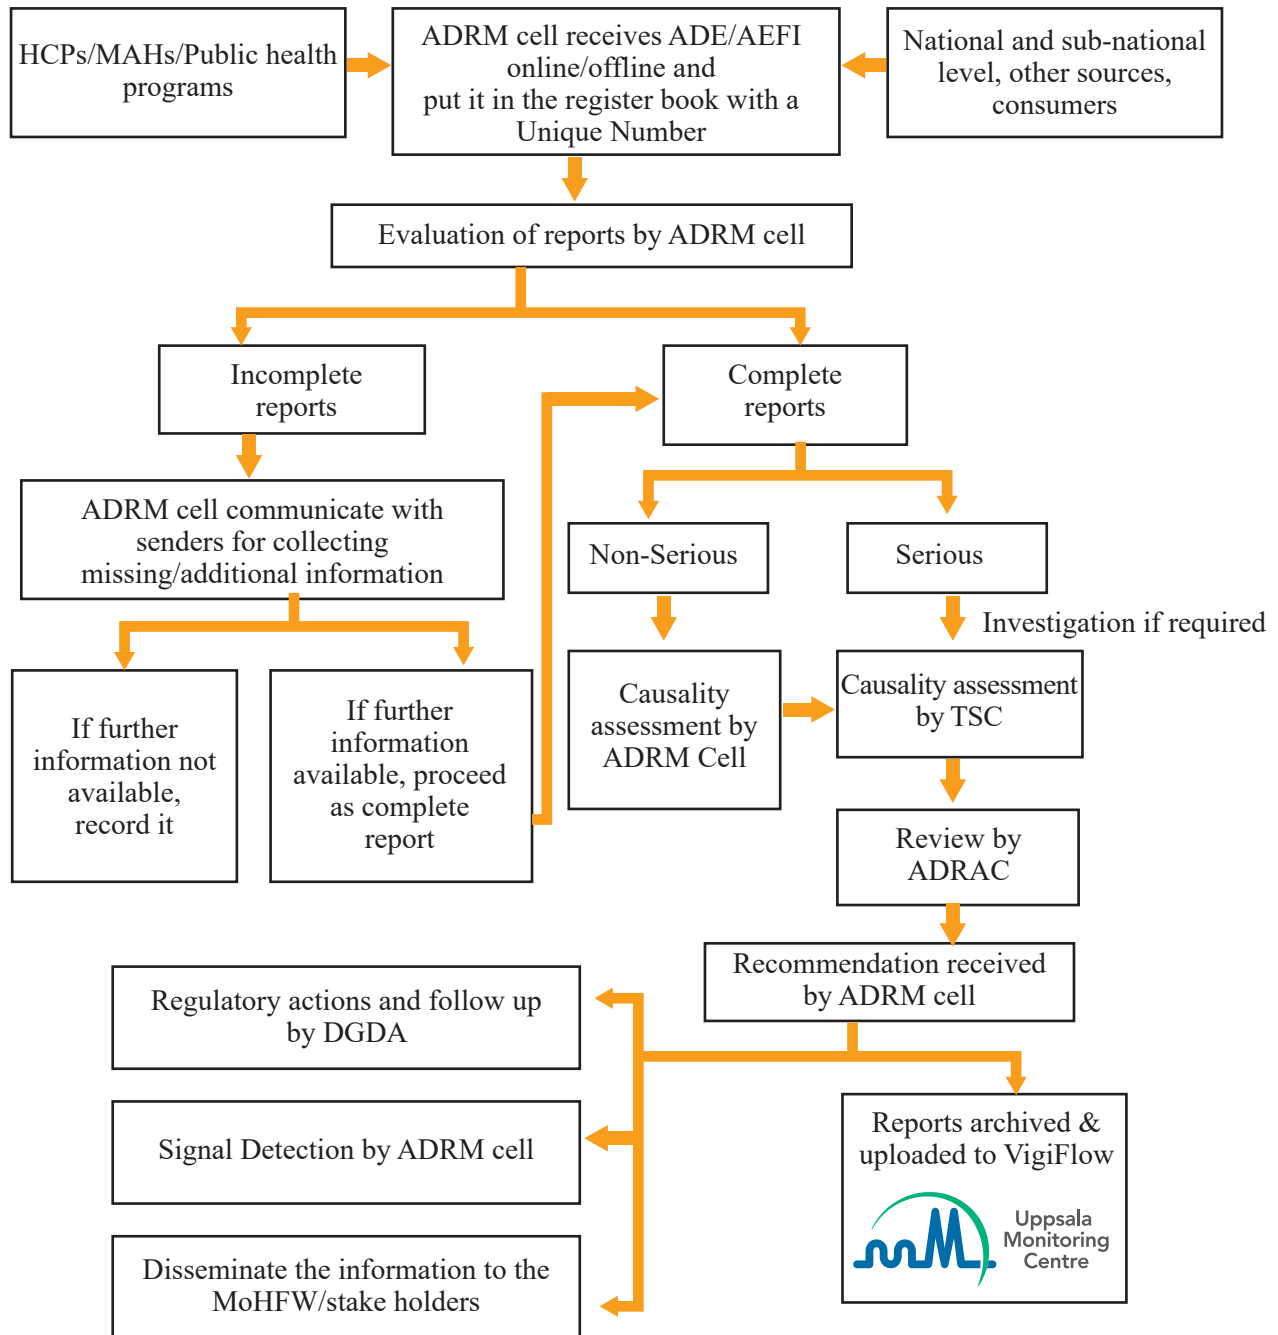 HCPs/MAHs/Public health
programs
ADRM cell receives ADE/AEFI
online/offline and
put it in the register book with a
Unique Number
National and sub-national
level, other sources,
consumers
Evaluation of reports by ADRM cell
Incomplete
reports
Complete
reports
ADRM cell communicate with
senders for collecting
missing/additional information
Non-Serious
Serious
Investigation if required
If further
information not
available,
record it
If further
information
available, proceed
as complete
report
Causality
assessment by
ADRM Cell
Causality assessment
by TSC
Review by
ADRAC
Recommendation received
by ADRM cell
Regulatory actions and follow up
by DGDA
Signal Detection by ADRM cell
Disseminate the information to the
MoHFW/stake holders
Reports archived &
uploaded to VigiFlow
Uppsala
Monitoring
Centre